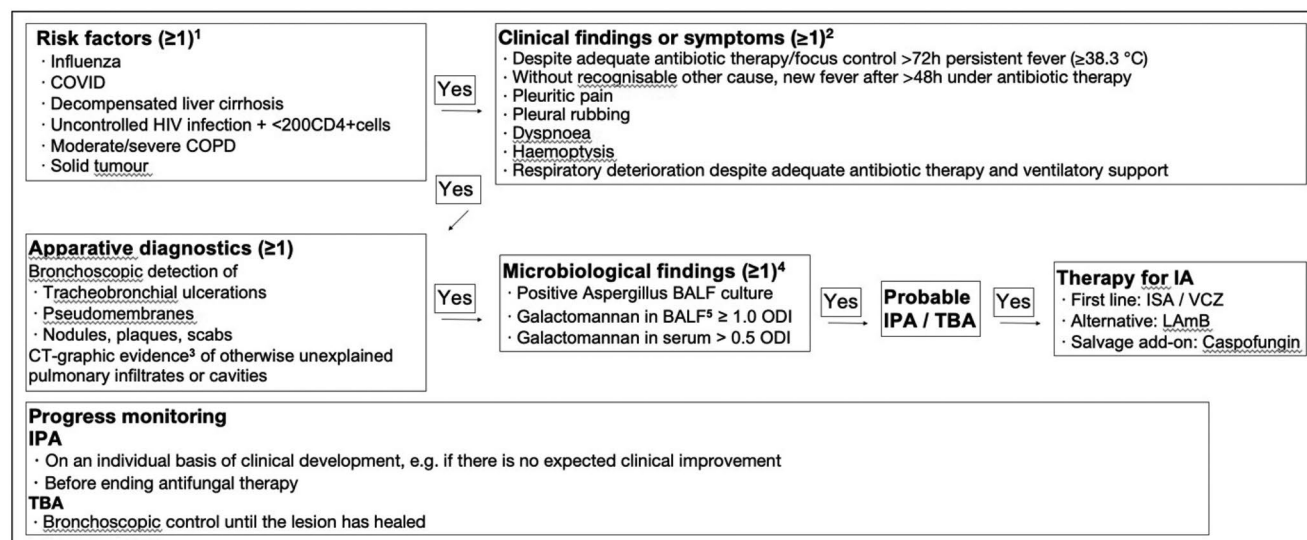 Risk factors (≥1)¹
· Influenza
· COVID
· Decompensated liver cirrhosis
· Uncontrolled HIV infection + <200CD4+cells
· Moderate/severe COPD
· Solid tumour
Yes
Clinical findings or symptoms (≥1)²
· Despite adequate antibiotic therapy/focus control >72h persistent fever (≥38.3 °C)
· Without recognisable other cause, new fever after >48h under antibiotic therapy
· Pleuritic pain
· Pleural rubbing
· Dyspnoea
· Haemoptysis
· Respiratory deterioration despite adequate antibiotic therapy and ventilatory support
Yes
Apparative diagnostics (≥1)
Bronchoscopic detection of
· Tracheobronchial ulcerations
· Pseudomembranes
· Nodules, plaques, scabs
CT-graphic evidence³ of otherwise unexplained
pulmonary infiltrates or cavities
Yes
Microbiological findings (≥1)⁴
· Positive Aspergillus BALF culture
· Galactomannan in BALF⁵ ≥ 1.0 ODI
· Galactomannan in serum > 0.5 ODI
Yes
Probable
IPA / TBA
Yes
Therapy for IA
· First line: ISA / VCZ
· Alternative: LAmB
· Salvage add-on: Caspofungin
Progress monitoring
IPA
· On an individual basis of clinical development, e.g. if there is no expected clinical improvement
· Before ending antifungal therapy
TBA
· Bronchoscopic control until the lesion has healed